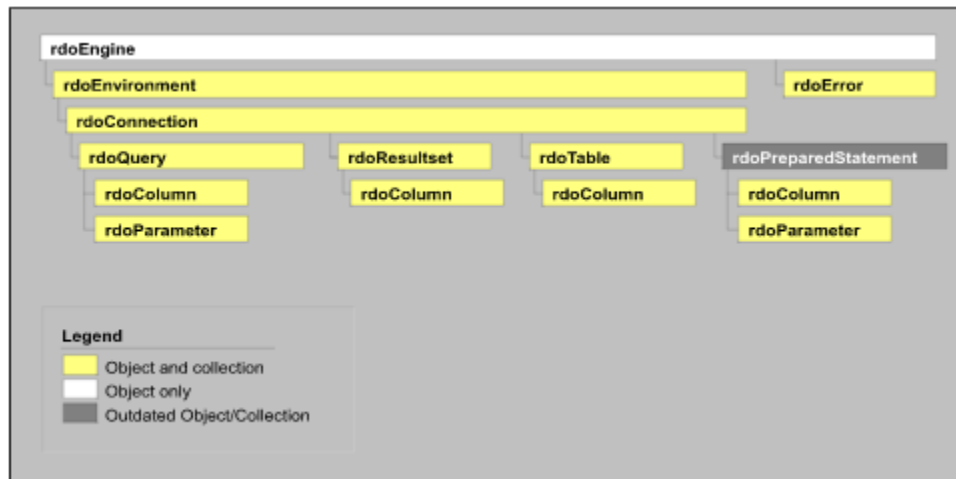 rdoEngine
rdoEnvironment
rdoError
rdoConnection
rdoQuery
rdoResultset
rdoTable
rdoPreparedStatement
rdoColumn
rdoColumn
rdoColumn
rdoColumn
rdoParameter
rdoParameter
Legend
Object and collection
Object only
Outdated Object/Collection